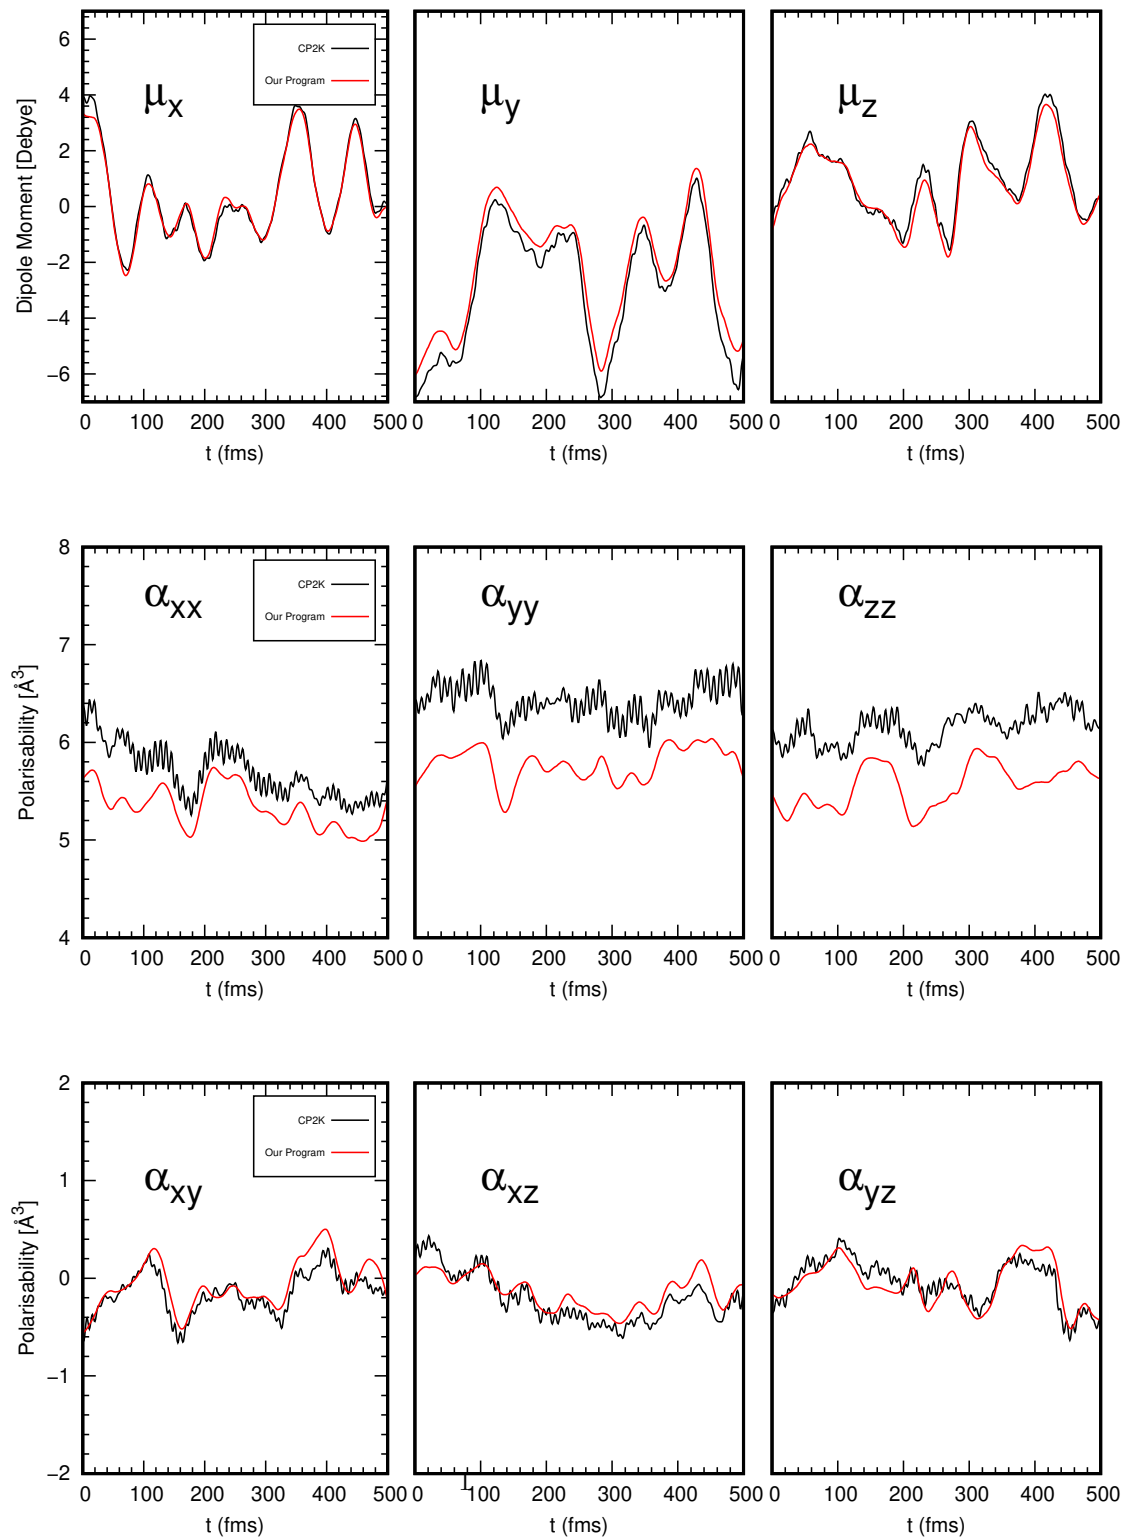 6
4
2
0
−2
−4
−6
Dipole Moment [Debye]
CP2K
Our Program
μx
μy
μz
0 100 200 300 400 500
0 100 200 300 400 500
0 100 200 300 400 500
t (fms)
t (fms)
t (fms)
8
7
6
5
4
Polarisability [Å3]
CP2K
Our Program
αxx
αyy
αzz
0 100 200 300 400 500
0 100 200 300 400 500
0 100 200 300 400 500
t (fms)
t (fms)
t (fms)
2
1
0
−1
−2
Polarisability [Å3]
CP2K
Our Program
αxy
αxz
αyz
0 100 200 300 400 500
0 100 200 300 400 500
0 100 200 300 400 500
t (fms)
t (fms)
t (fms)